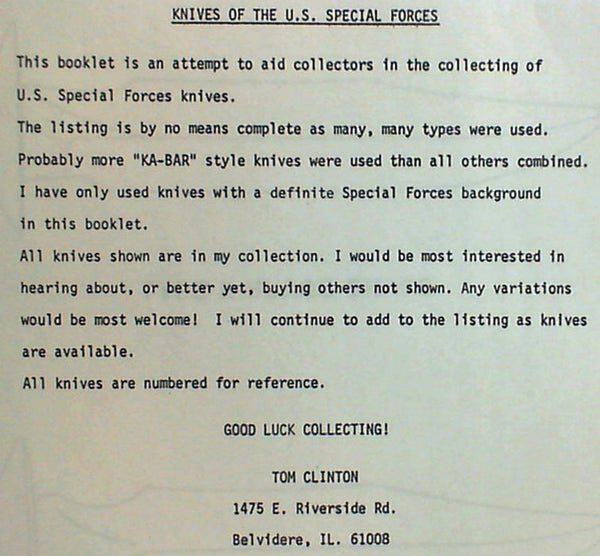 KNIVES OF THE U.S. SPECIAL FORCES
This booklet is an attempt to aid collectors in the collecting of
U.S. Special Forces knives.
The listing is by no means complete as many, many types were used.
Probably more "KA-BAR" style knives were used than all others combined.
I have only used knives with a definite Special Forces background
in this booklet.
All knives shown are in my collection. I would be most interested in
hearing about, or better yet, buying others not shown. Any variations
would be most welcome! I will continue to add to the listing as knives
are available.
All knives are numbered for reference.
GOOD LUCK COLLECTING!
TOM CLINTON
1475 E. Riverside Rd.
Belvidere, IL. 61008